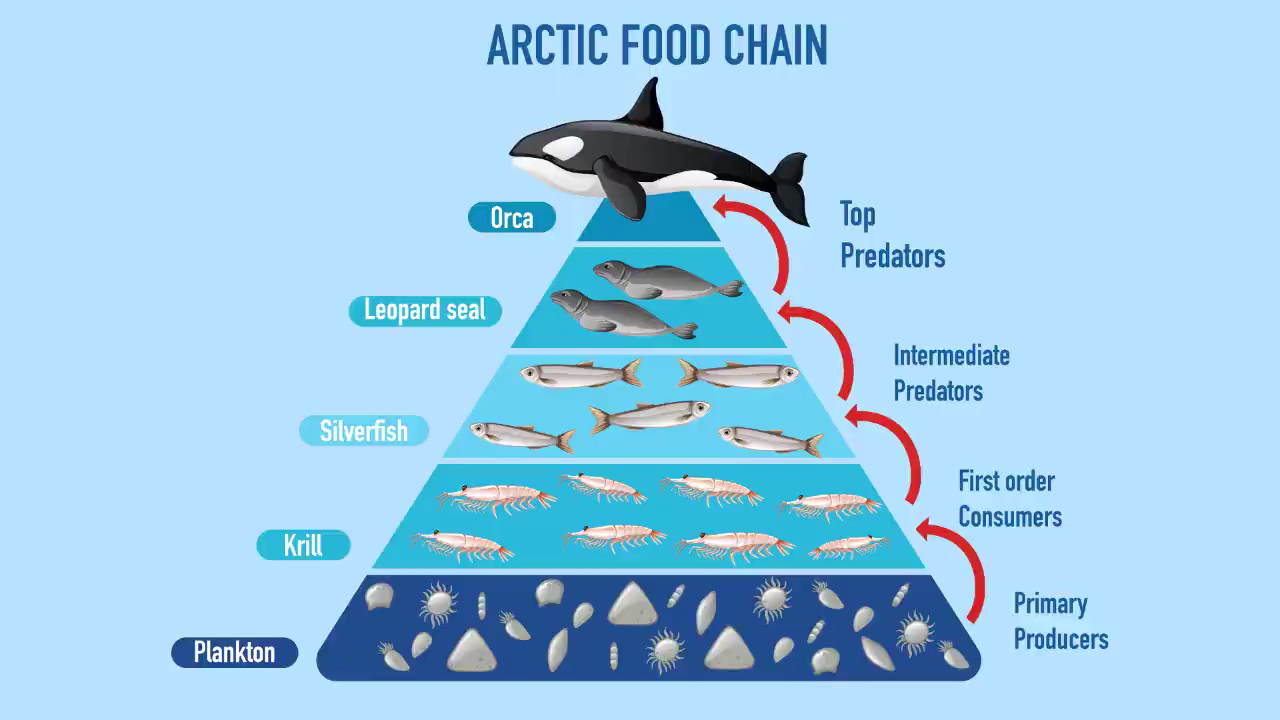 ARCTIC FOOD CHAIN
Orca
Top
Predators
Leopard seal
Intermediate
Predators
Silverfish
First order
Consumers
Krill
Primary
Producers
Plankton